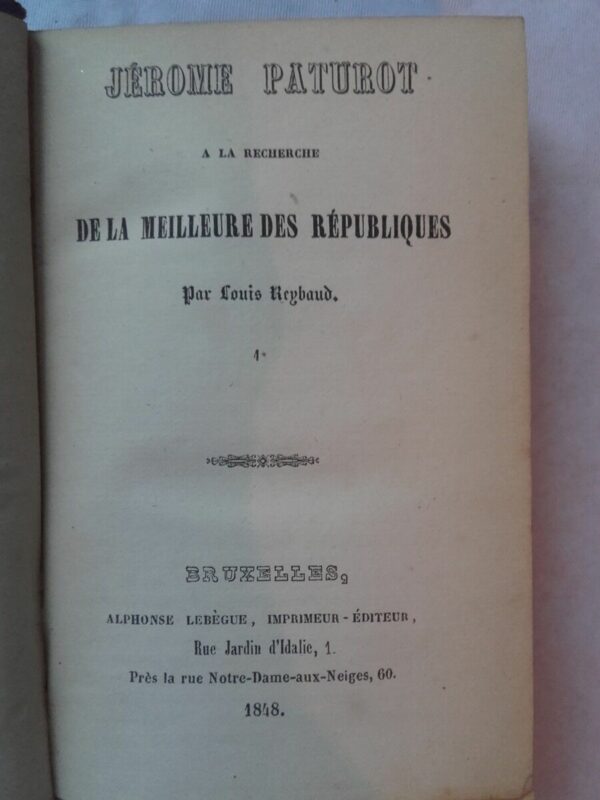 JÉROME PATUROT
A LA RECHERCHE
DE LA MEILLEURE DES RÉPUBLIQUES
Par Louis Reybaud.
1.
BRUXELLES,
ALPHONSE LEBÈGUE, IMPRIMEUR-ÉDITEUR,
Rue Jardin d'Idalie, 1.
Près la rue Notre-Dame-aux-Neiges, 60.
1848.